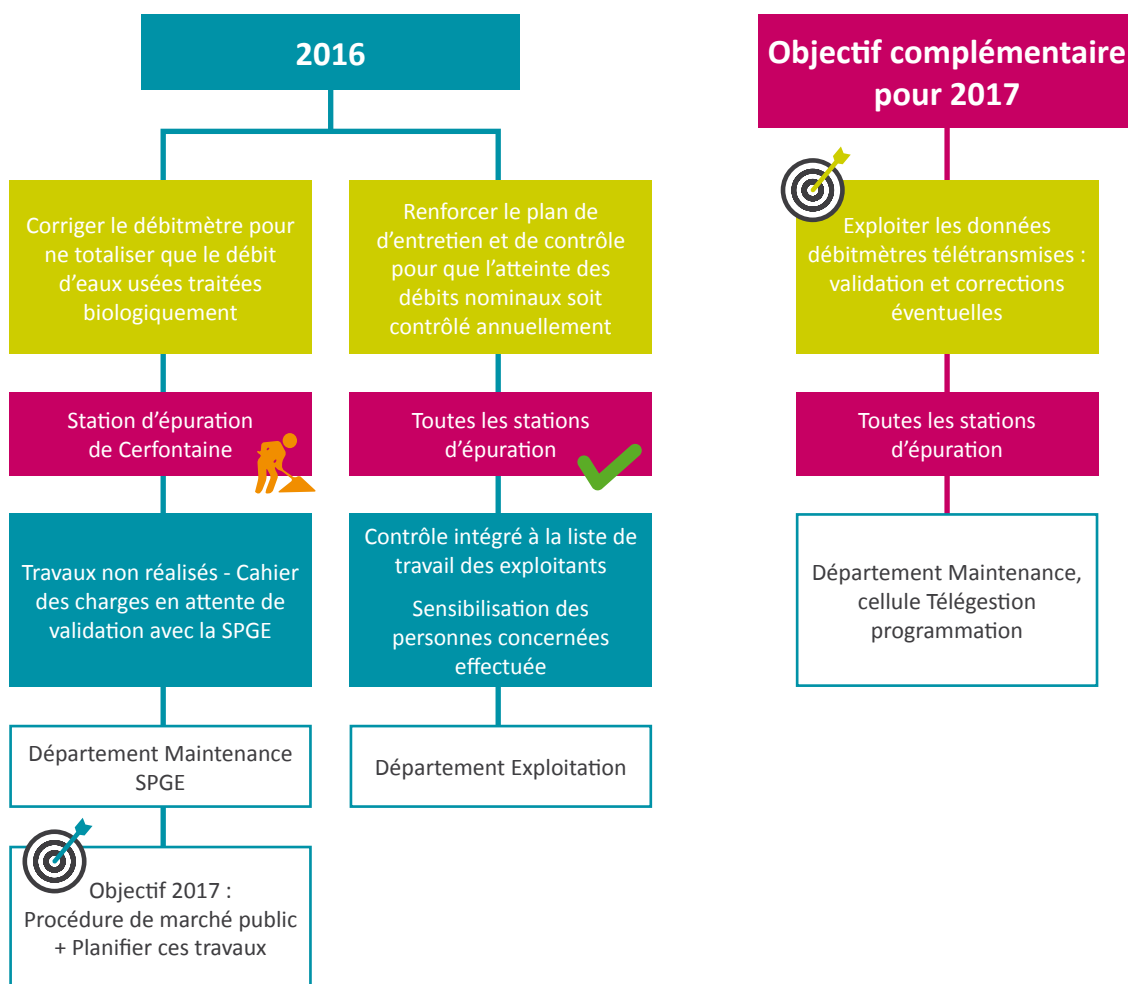 2016
Corriger le débitmètre pour
ne totaliser que le débit
d'eaux usées traitées
biologiquement
Station d'épuration
de Cerfontaine
Travaux non réalisés - Cahier
des charges en attente de
validation avec la SPGE
Département Maintenance
SPGE
Objectif 2017 :
Procédure de marché public
+ Planifier ces travaux
Renforcer le plan de
d'entretien et de contrôle
pour que l'atteinte des
débits nominaux soit
contrôlé annuellement
Toutes les stations
d'épuration
Contrôle intégré à la liste de
travail des exploitants
Sensibilisation des
personnes concernées
effectuée
Département Exploitation
Objectif complémentaire
pour 2017
Exploiter les données
débitmètres télétransmises :
validation et corrections
éventuelles
Toutes les stations
d'épuration
Département Maintenance,
cellule Télégestion
programmation